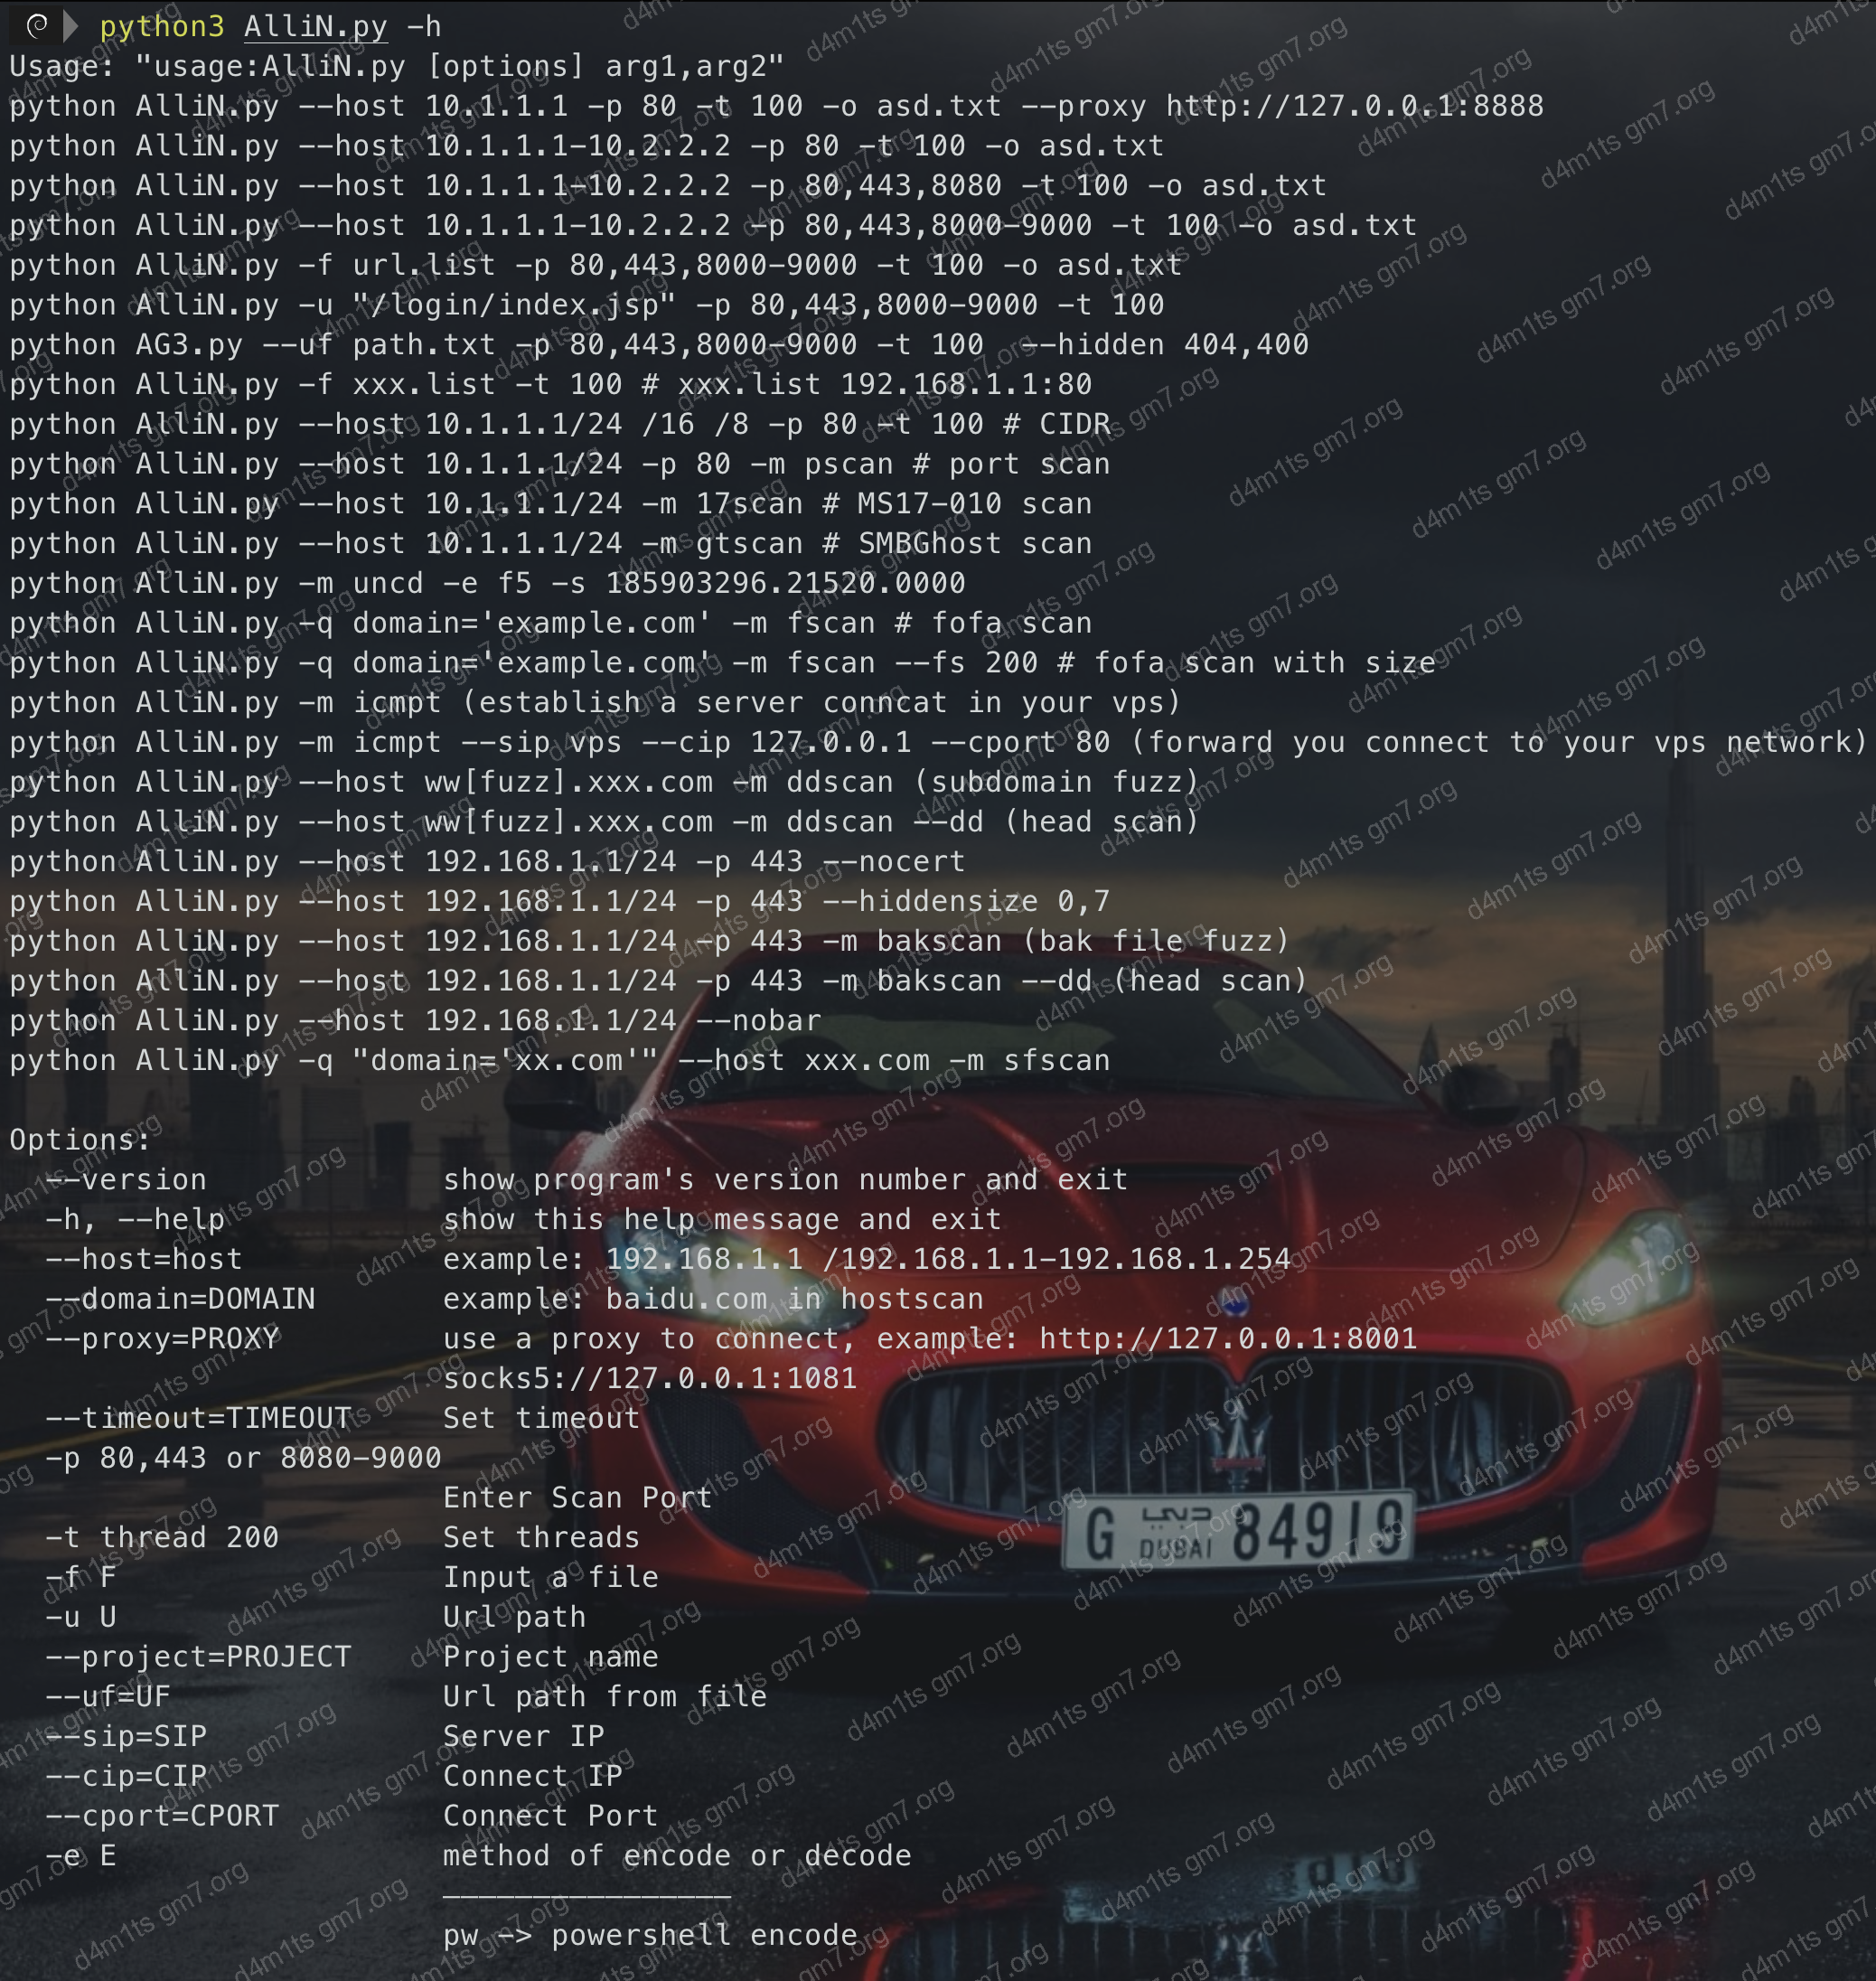 python3 AlliN.py -h
Usage: "usage:AlliN.py [options] arg1,arg2"
python AlliN.py --host 10.1.1.1 -p 80 -t 100 -o asd.txt --proxy http://127.0.0.1:8888
python AlliN.py --host 10.1.1.1-10.2.2.2 -p 80 -t 100 -o asd.txt
python AlliN.py --host 10.1.1.1-10.2.2.2 -p 80,443,8080 -t 100 -o asd.txt
python AlliN.py --host 10.1.1.1-10.2.2.2 -p 80,443,8000-9000 -t 100 -o asd.txt
python AlliN.py -f url.list -p 80,443,8000-9000 -t 100 -o asd.txt
python AlliN.py -u "/login/index.jsp" -p 80,443,8000-9000 -t 100
python AG3.py --uf path.txt -p 80,443,8000-9000 -t 100  --hidden 404,400
python AlliN.py -f xxx.list -t 100 # xxx.list 192.168.1.1:80
python AlliN.py --host 10.1.1.1/24 /16 /8 -p 80 -t 100 # CIDR
python AlliN.py --host 10.1.1.1/24 -p 80 -m pscan # port scan
python AlliN.py --host 10.1.1.1/24 -m 17scan # MS17-010 scan
python AlliN.py --host 10.1.1.1/24 -m gtscan # SMBGhost scan
python AlliN.py -m uncd -e f5 -s 185903296.21520.0000
python AlliN.py -q domain='example.com' -m fscan # fofa scan
python AlliN.py -q domain='example.com' -m fscan --fs 200 # fofa scan with size
python AlliN.py -m icmpt (establish a server conncat in your vps)
python AlliN.py -m icmpt --sip vps --cip 127.0.0.1 --cport 80 (forward you connect to your vps network)
python AlliN.py --host ww[fuzz].xxx.com -m ddscan (subdomain fuzz)
python AlliN.py --host ww[fuzz].xxx.com -m ddscan --dd (head scan)
python AlliN.py --host 192.168.1.1/24 -p 443 --nocert
python AlliN.py --host 192.168.1.1/24 -p 443 --hiddensize 0,7
python AlliN.py --host 192.168.1.1/24 -p 443 -m bakscan (bak file fuzz)
python AlliN.py --host 192.168.1.1/24 -p 443 -m bakscan --dd (head scan)
python AlliN.py --host 192.168.1.1/24 --nobar
python AlliN.py -q "domain='xx.com'" --host xxx.com -m sfscan
Options:
--version show program's version number and exit
-h, --help show this help message and exit
--host=host example: 192.168.1.1 /192.168.1.1-192.168.1.254
--domain=DOMAIN example: baidu.com in hostscan
--proxy=PROXY use a proxy to connect, example: http://127.0.0.1:8001
socks5://127.0.0.1:1081
--timeout=TIMEOUT Set timeout
-p 80,443 or 8080-9000
Enter Scan Port
-t thread 200 Set threads
-f F Input a file
-u U Url path
--project=PROJECT Project name
--uf=UF Url path from file
--sip=SIP Server IP
--cip=CIP Connect IP
--cport=CPORT Connect Port
-e E method of encode or decode
————————————————
pw -> powershell encode
G DUBAI 84919
d4m1ts gm7.org